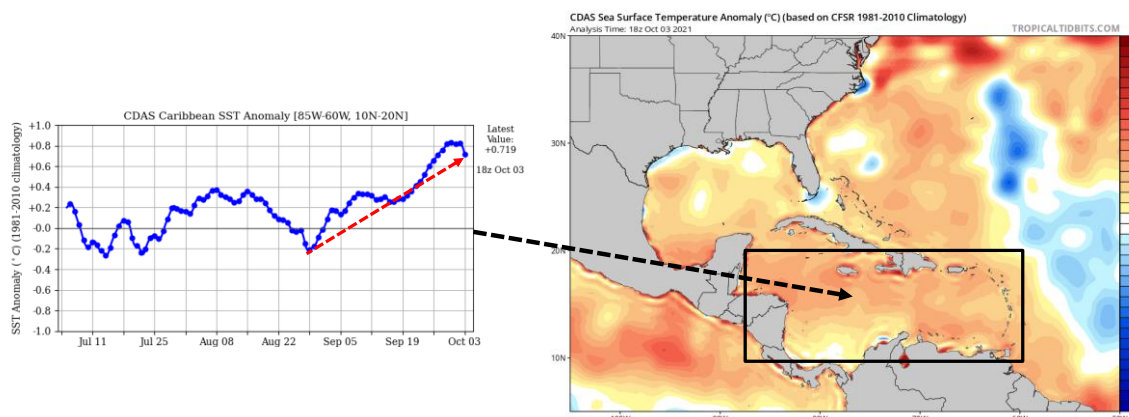 CDAS Caribbean SST Anomaly [85W-60W, 10N-20N]
SST Anomaly (°C) (1981-2010 climatology)
+1.0
+0.8
+0.6
+0.4
+0.2
-0.0
-0.2
-0.4
-0.6
-0.8
-1.0
Jul 11
Jul 25
Aug 08
Aug 22
Sep 05
Sep 19
Oct 03
Latest
Value:
+0.719
18z Oct 03
CDAS Sea Surface Temperature Anomaly (°C) (based on CFSR 1981-2010 Climatology)
Analysis Time: 18z Oct 03 2021
TROPICALTIDBITS.COM
40N
30N
20N
10N